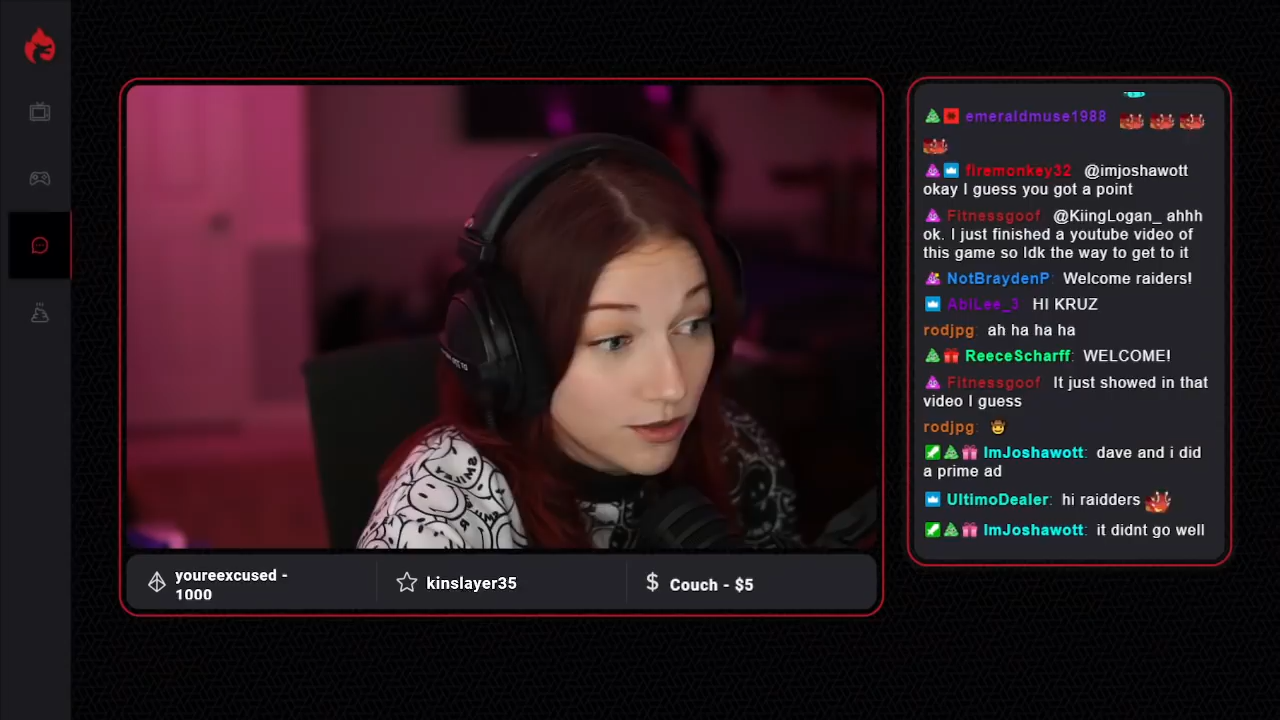 emeraldmuse1988
firemonkey32 @imjoshawott
okay I guess you got a point
Fitnessgoof @KiingLogan_ ahhh
ok. I just finished a youtube video of
this game so Idk the way to get to it
NotBraydenP: Welcome raiders!
AbiLee_3 HI KRUZ
rodjpg: ah ha ha ha
ReeceScharff: WELCOME!
Fitnessgoof It just showed in that
video I guess
rodjpg: 🤠
ImJoshawott: dave and i did
a prime ad
UltimoDealer: hi raidders
ImJoshawott: it didnt go well
youreexcused -
1000
kinslayer35
$ Couch - $5